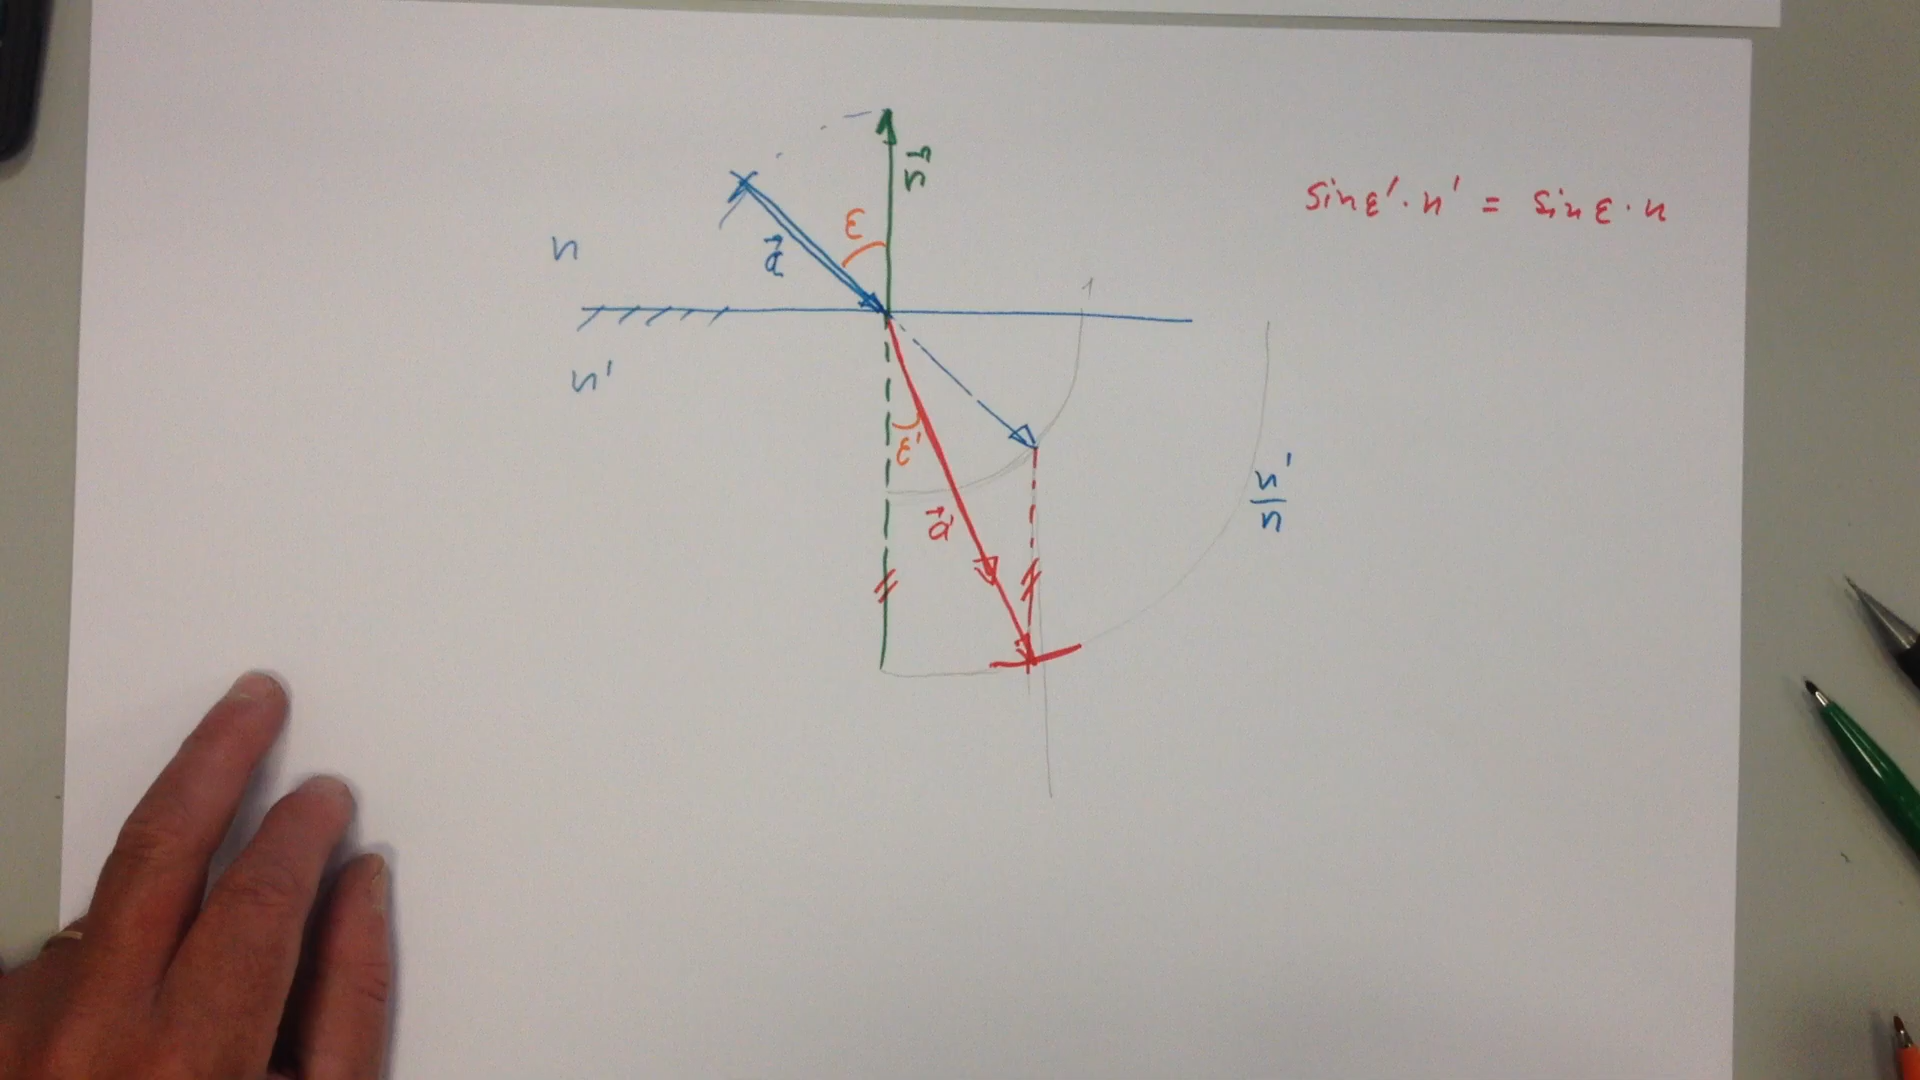 n⃗
sin ε' · n' = sin ε · n
ε
n
a⃗
1
n'
ε'
n'/n
a⃗'